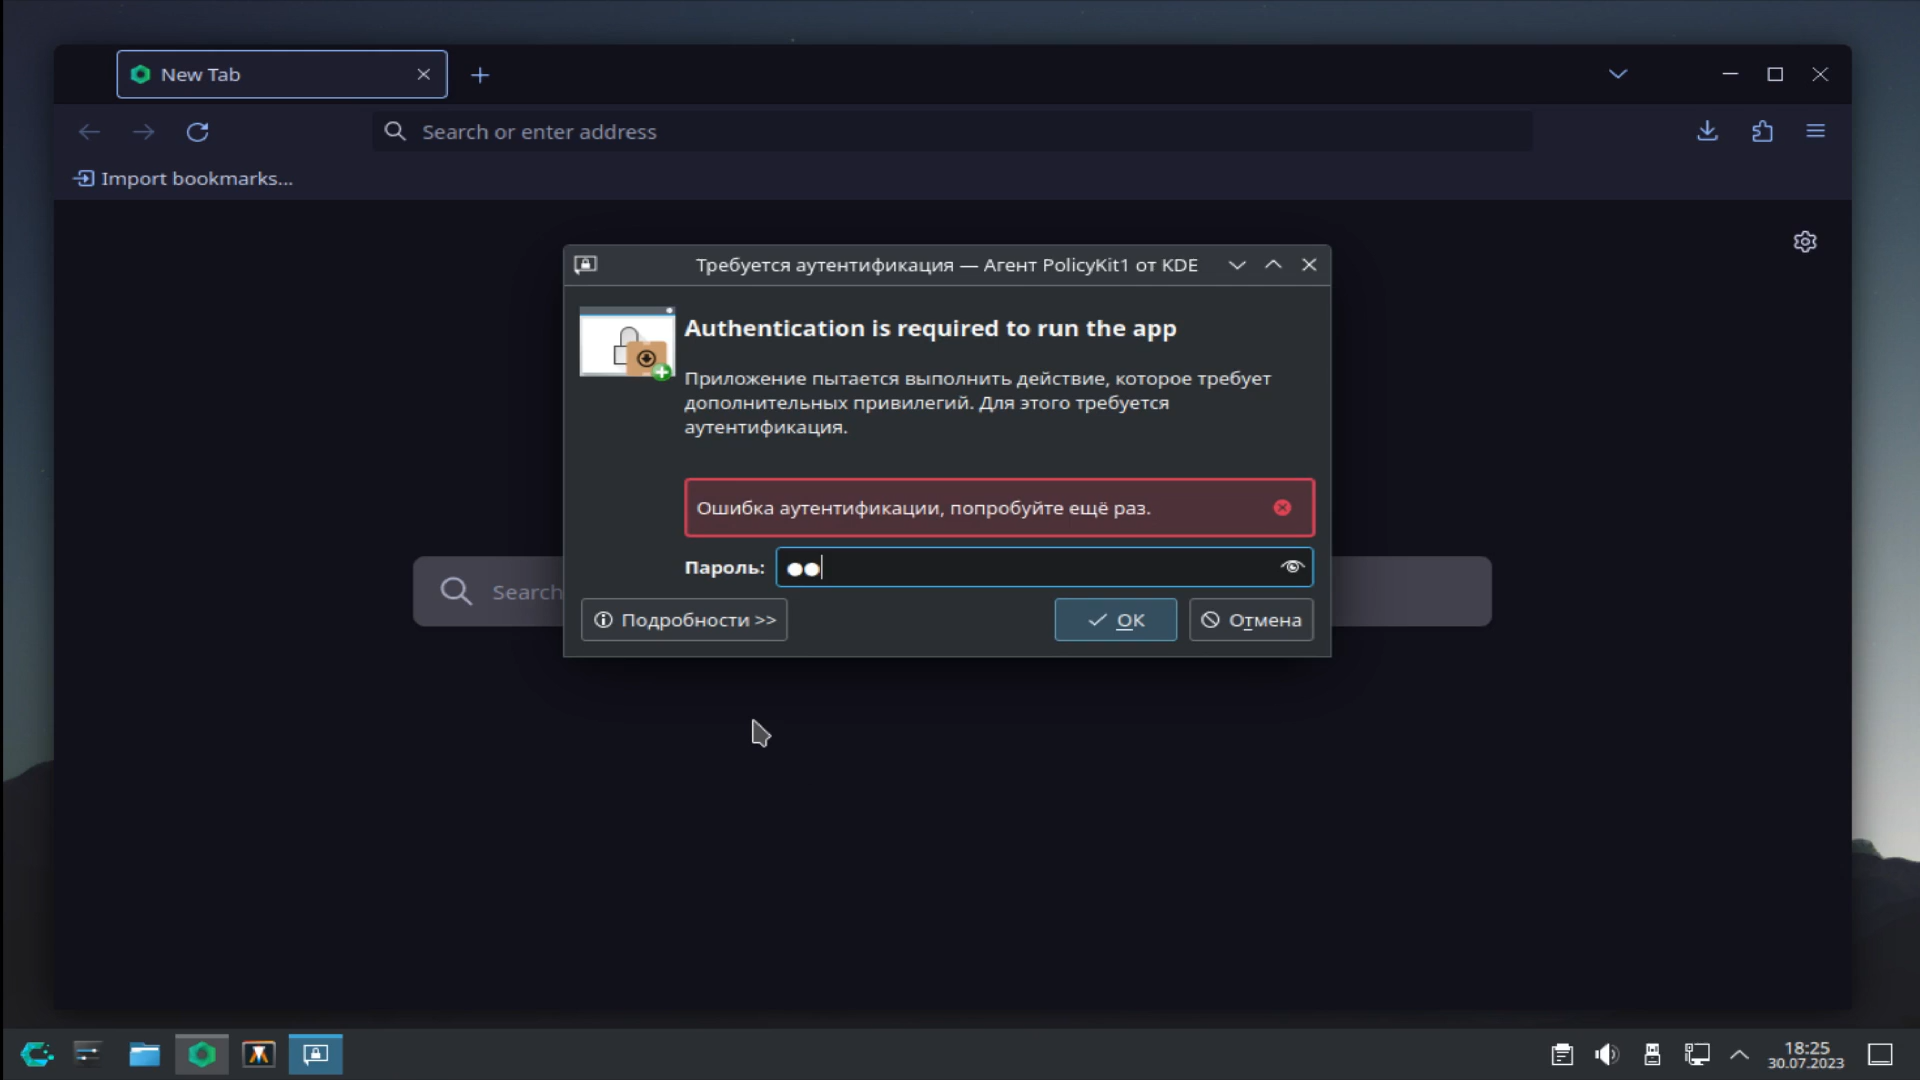 New Tab
Search or enter address
Import bookmarks...
Требуется аутентификация — Агент PolicyKit1 от KDE
Authentication is required to run the app
Приложение пытается выполнить действие, которое требует
дополнительных привилегий. Для этого требуется
аутентификация.
Ошибка аутентификации, попробуйте ещё раз.
Пароль: ●●
Search
Подробности >>
OK
Отмена
18:25
30.07.2023